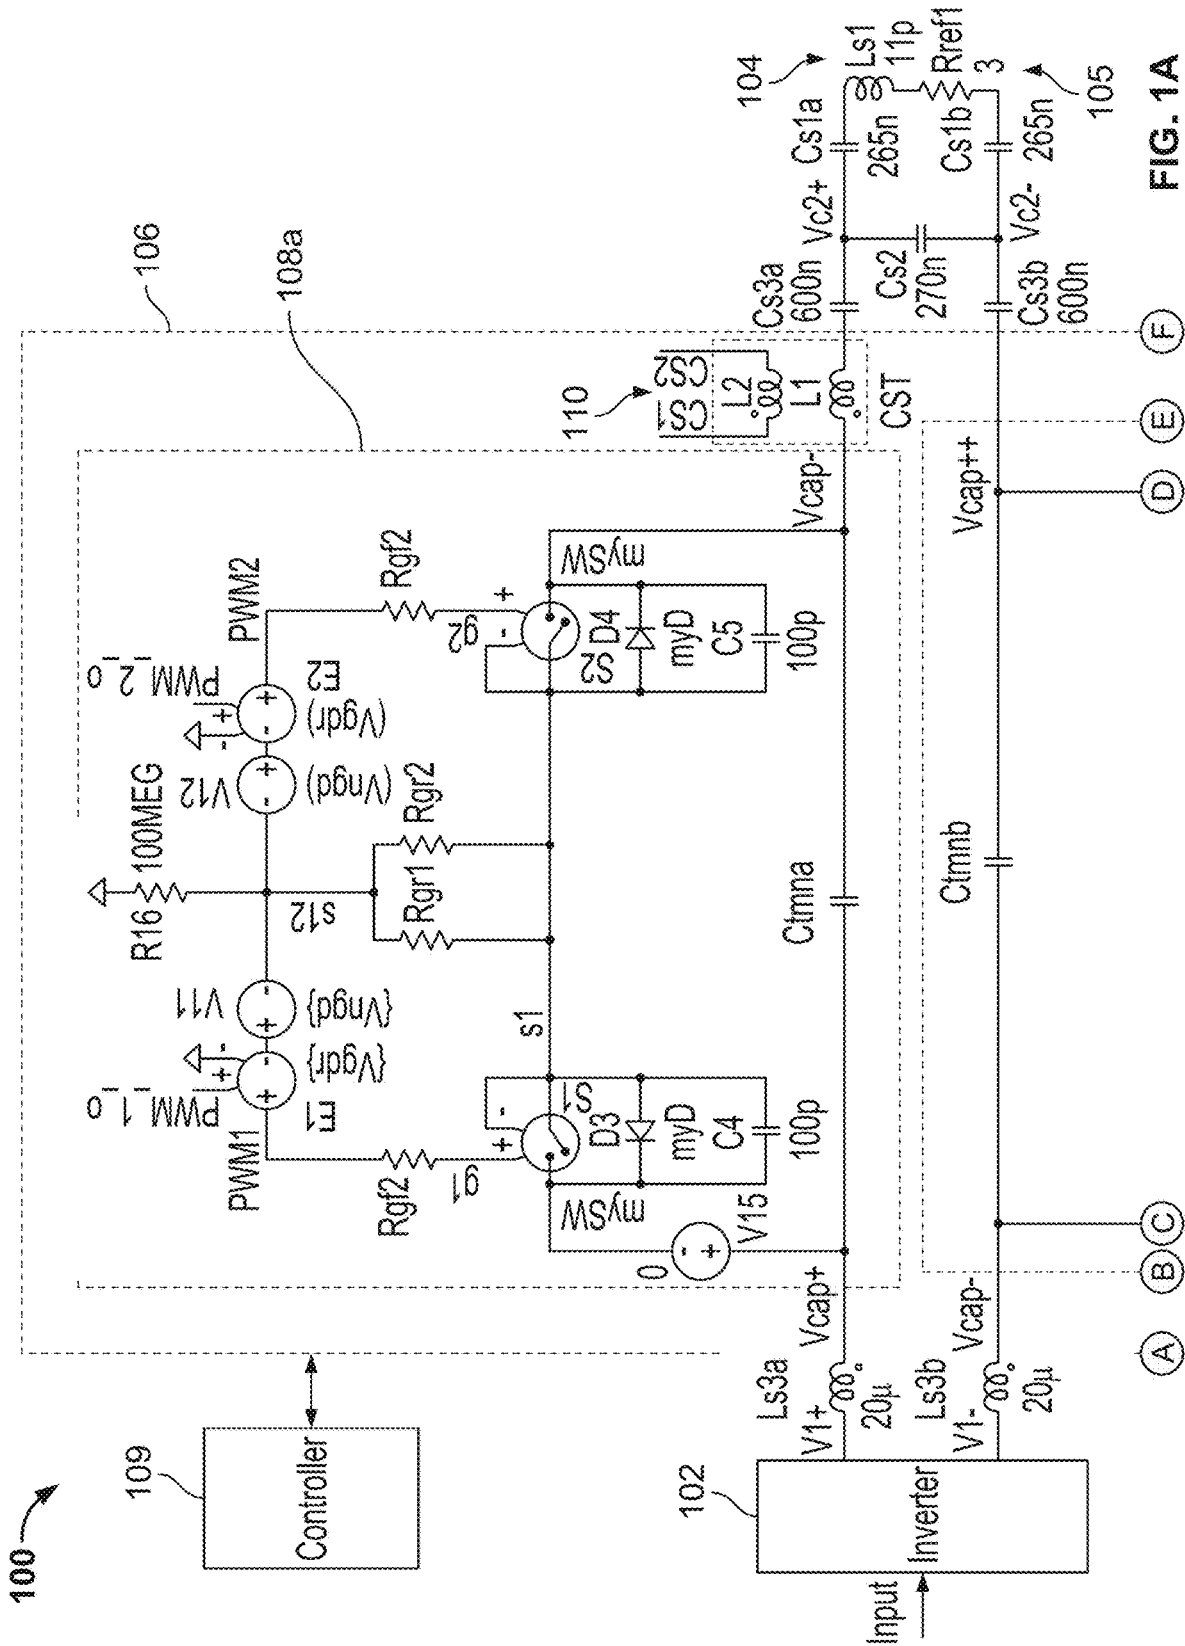 100
109
Controller
102
Inverter
Input
106
108a
R16
100MEG
PWM_1_o
PWM_2_o
V11
V12
{Vngd}
(Vngd)
E1
E2
{Vgdr}
(Vgdr)
PWM1
PWM2
s12
Rgf2
Rgr1
Rgr2
Rgf2
g1
g2
s1
mySW
S1
S2
mySW
D3
myD
D4
myD
C4
100p
C5
100p
0
V15
110
CS1
CS2
L2
L1
CST
Vcap+
Vcap-
Ctmna
Ls3a
V1+
20µ
Ls3b
V1-
20µ
Vcap-
Vcap++
Ctmnb
Cs3a
600n
Vc2+
Cs1a
265n
104
Ls1
11p
Rref1
3
105
Cs2
270n
Cs3b
600n
Vc2-
Cs1b
265n
A
B
C
D
E
F
FIG. 1A